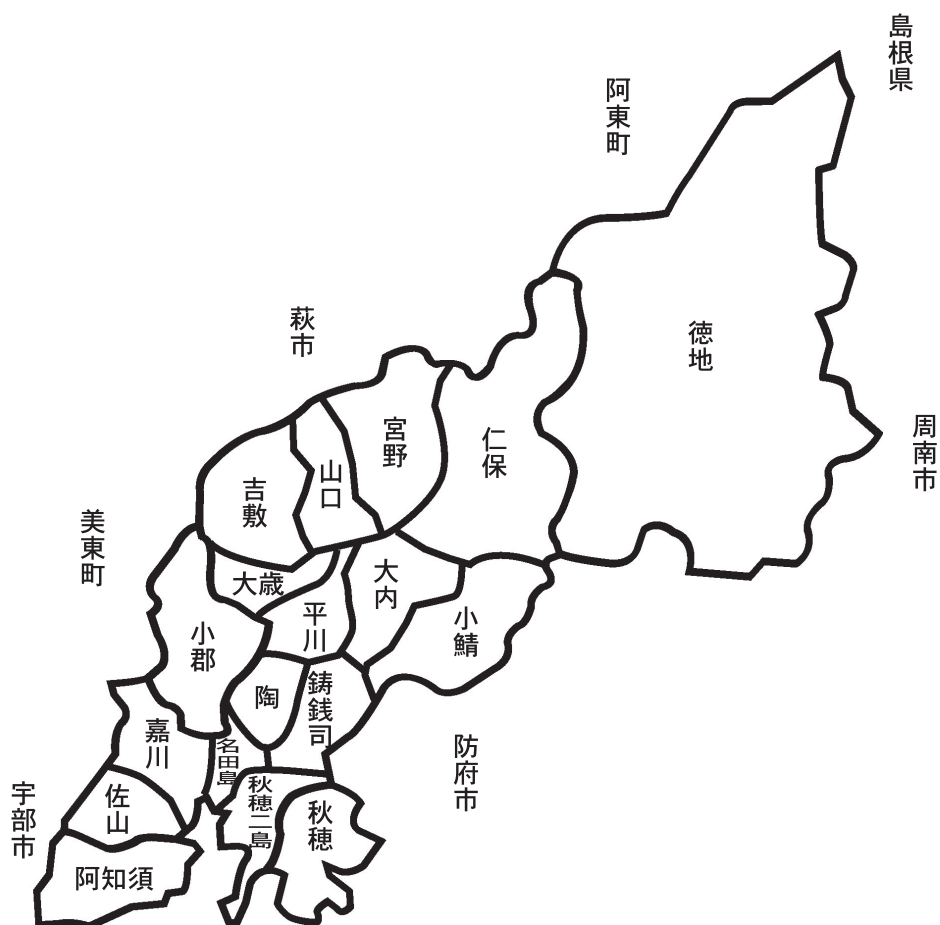 島根県
阿東町
萩市
徳地
周南市
宮野
仁保
山口
吉敷
美東町
大歳
大内
平川
小鯖
小郡
陶
鋳銭司
嘉川
名田島
防府市
宇部市
佐山
秋穂二島
秋穂
阿知須